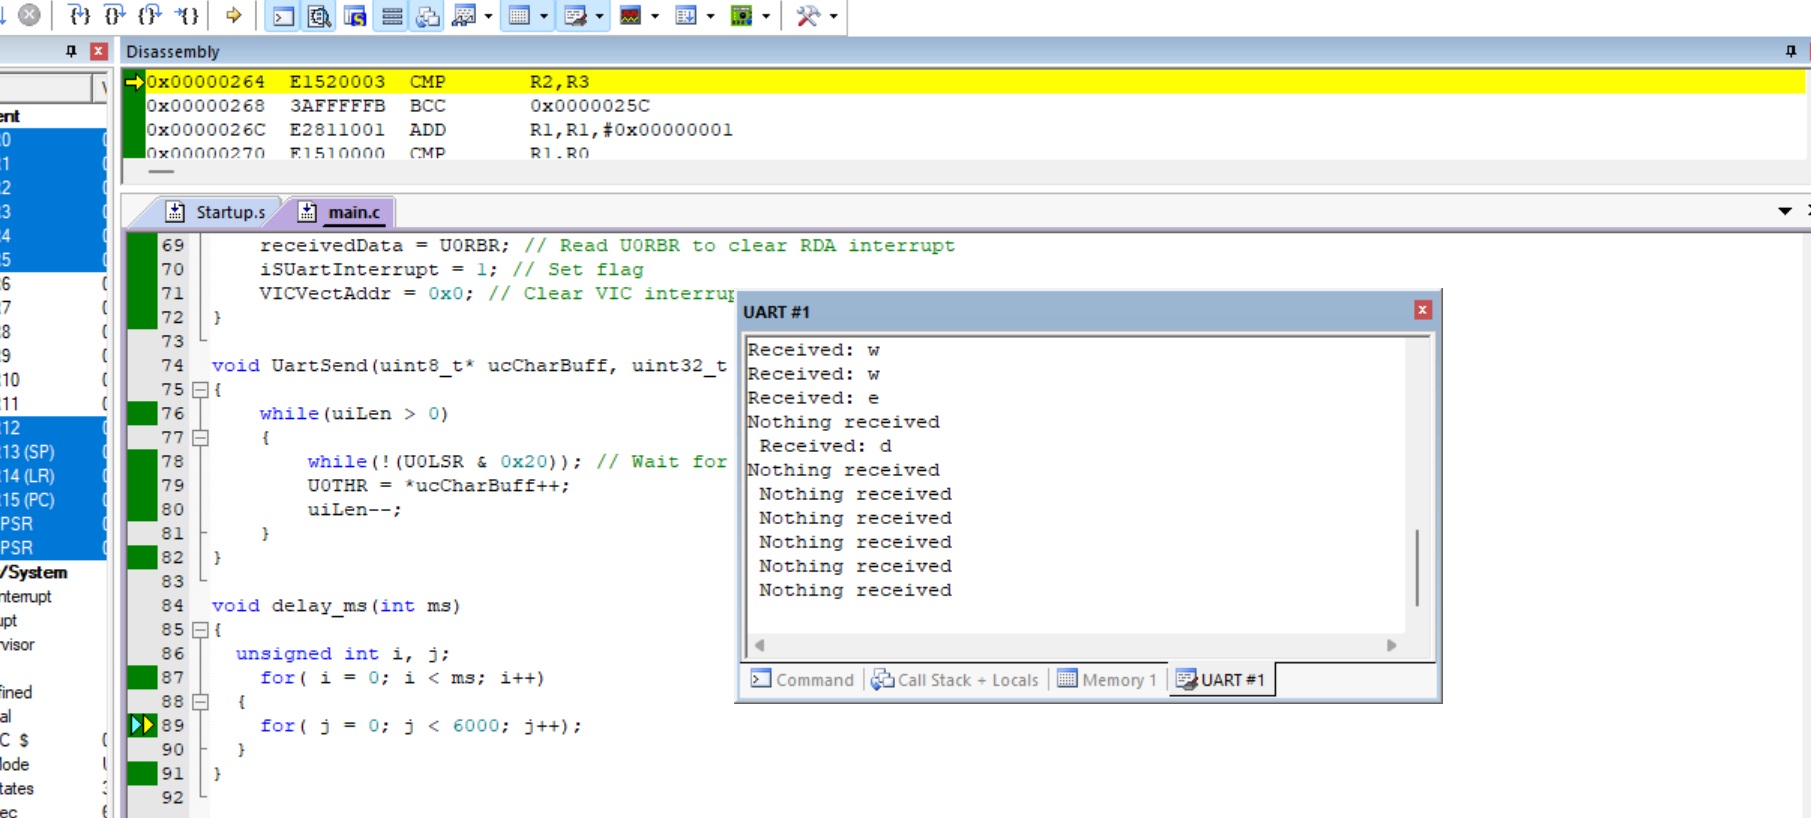 Disassembly
0x00000264 E1520003 CMP R2,R3
0x00000268 3AFFFFFB BCC 0x0000025C
0x0000026C E2811001 ADD R1,R1,#0x00000001
0x00000270 E1510000 CMP R1,R0
Startup.s main.c
69 receivedData = U0RBR; // Read U0RBR to clear RDA interrupt
70 iSUartInterrupt = 1; // Set flag
71 VICVectAddr = 0x0; // Clear VIC interrup
72 }
73
74 void UartSend(uint8_t* ucCharBuff, uint32_t
75 {
76 while(uiLen > 0)
77 {
78 while(!(U0LSR & 0x20)); // Wait for
79 U0THR = *ucCharBuff++;
80 uiLen--;
81 }
82 }
83
84 void delay_ms(int ms)
85 {
86 unsigned int i, j;
87 for( i = 0; i < ms; i++)
88 {
89 for( j = 0; j < 6000; j++);
90 }
91 }
92
UART #1
Received: w
Received: w
Received: e
Nothing received
Received: d
Nothing received
Nothing received
Nothing received
Nothing received
Nothing received
Nothing received
Command Call Stack + Locals Memory 1 UART #1
ent
0
1
2
3
4
5
6
7
8
9
10
11
12
13 (SP)
14 (LR)
15 (PC)
PSR
PSR
/System
nterrupt
upt
visor
fined
al
C $
lode
tates
ec